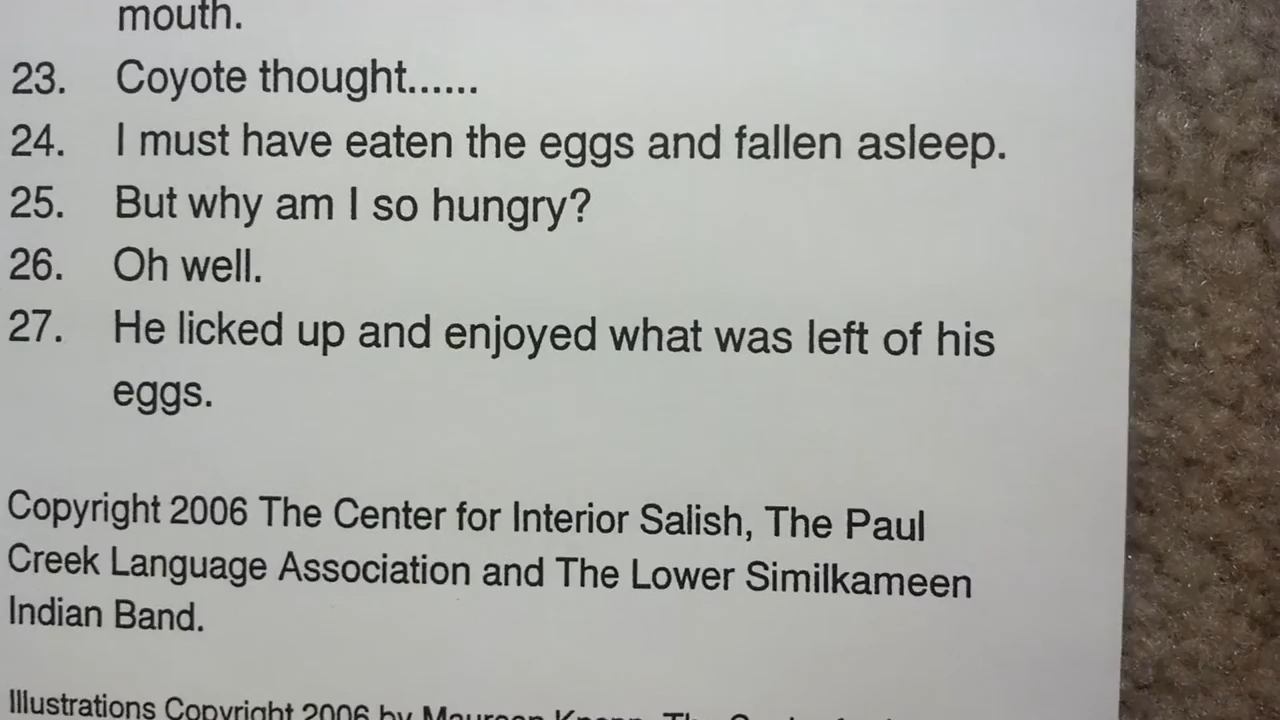 mouth.
23. Coyote thought......
24. I must have eaten the eggs and fallen asleep.
25. But why am I so hungry?
26. Oh well.
27. He licked up and enjoyed what was left of his
eggs.
Copyright 2006 The Center for Interior Salish, The Paul
Creek Language Association and The Lower Similkameen
Indian Band.
Illustrations Copyright 2006 by Maureen